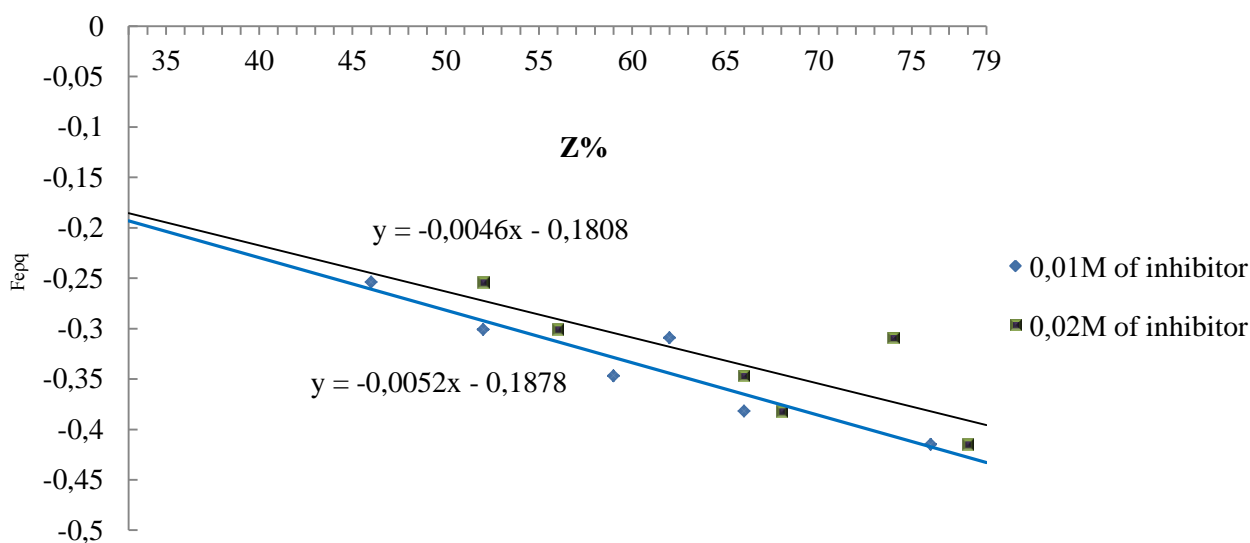 0
35 40 45 50 55 60 65 70 75 79
-0,05
-0,1
Z%
-0,15
-0,2
y = -0,0046x - 0,1808
-0,25
Feρq
0,01M of inhibitor
-0,3
0,02M of inhibitor
-0,35
y = -0,0052x - 0,1878
-0,4
-0,45
-0,5